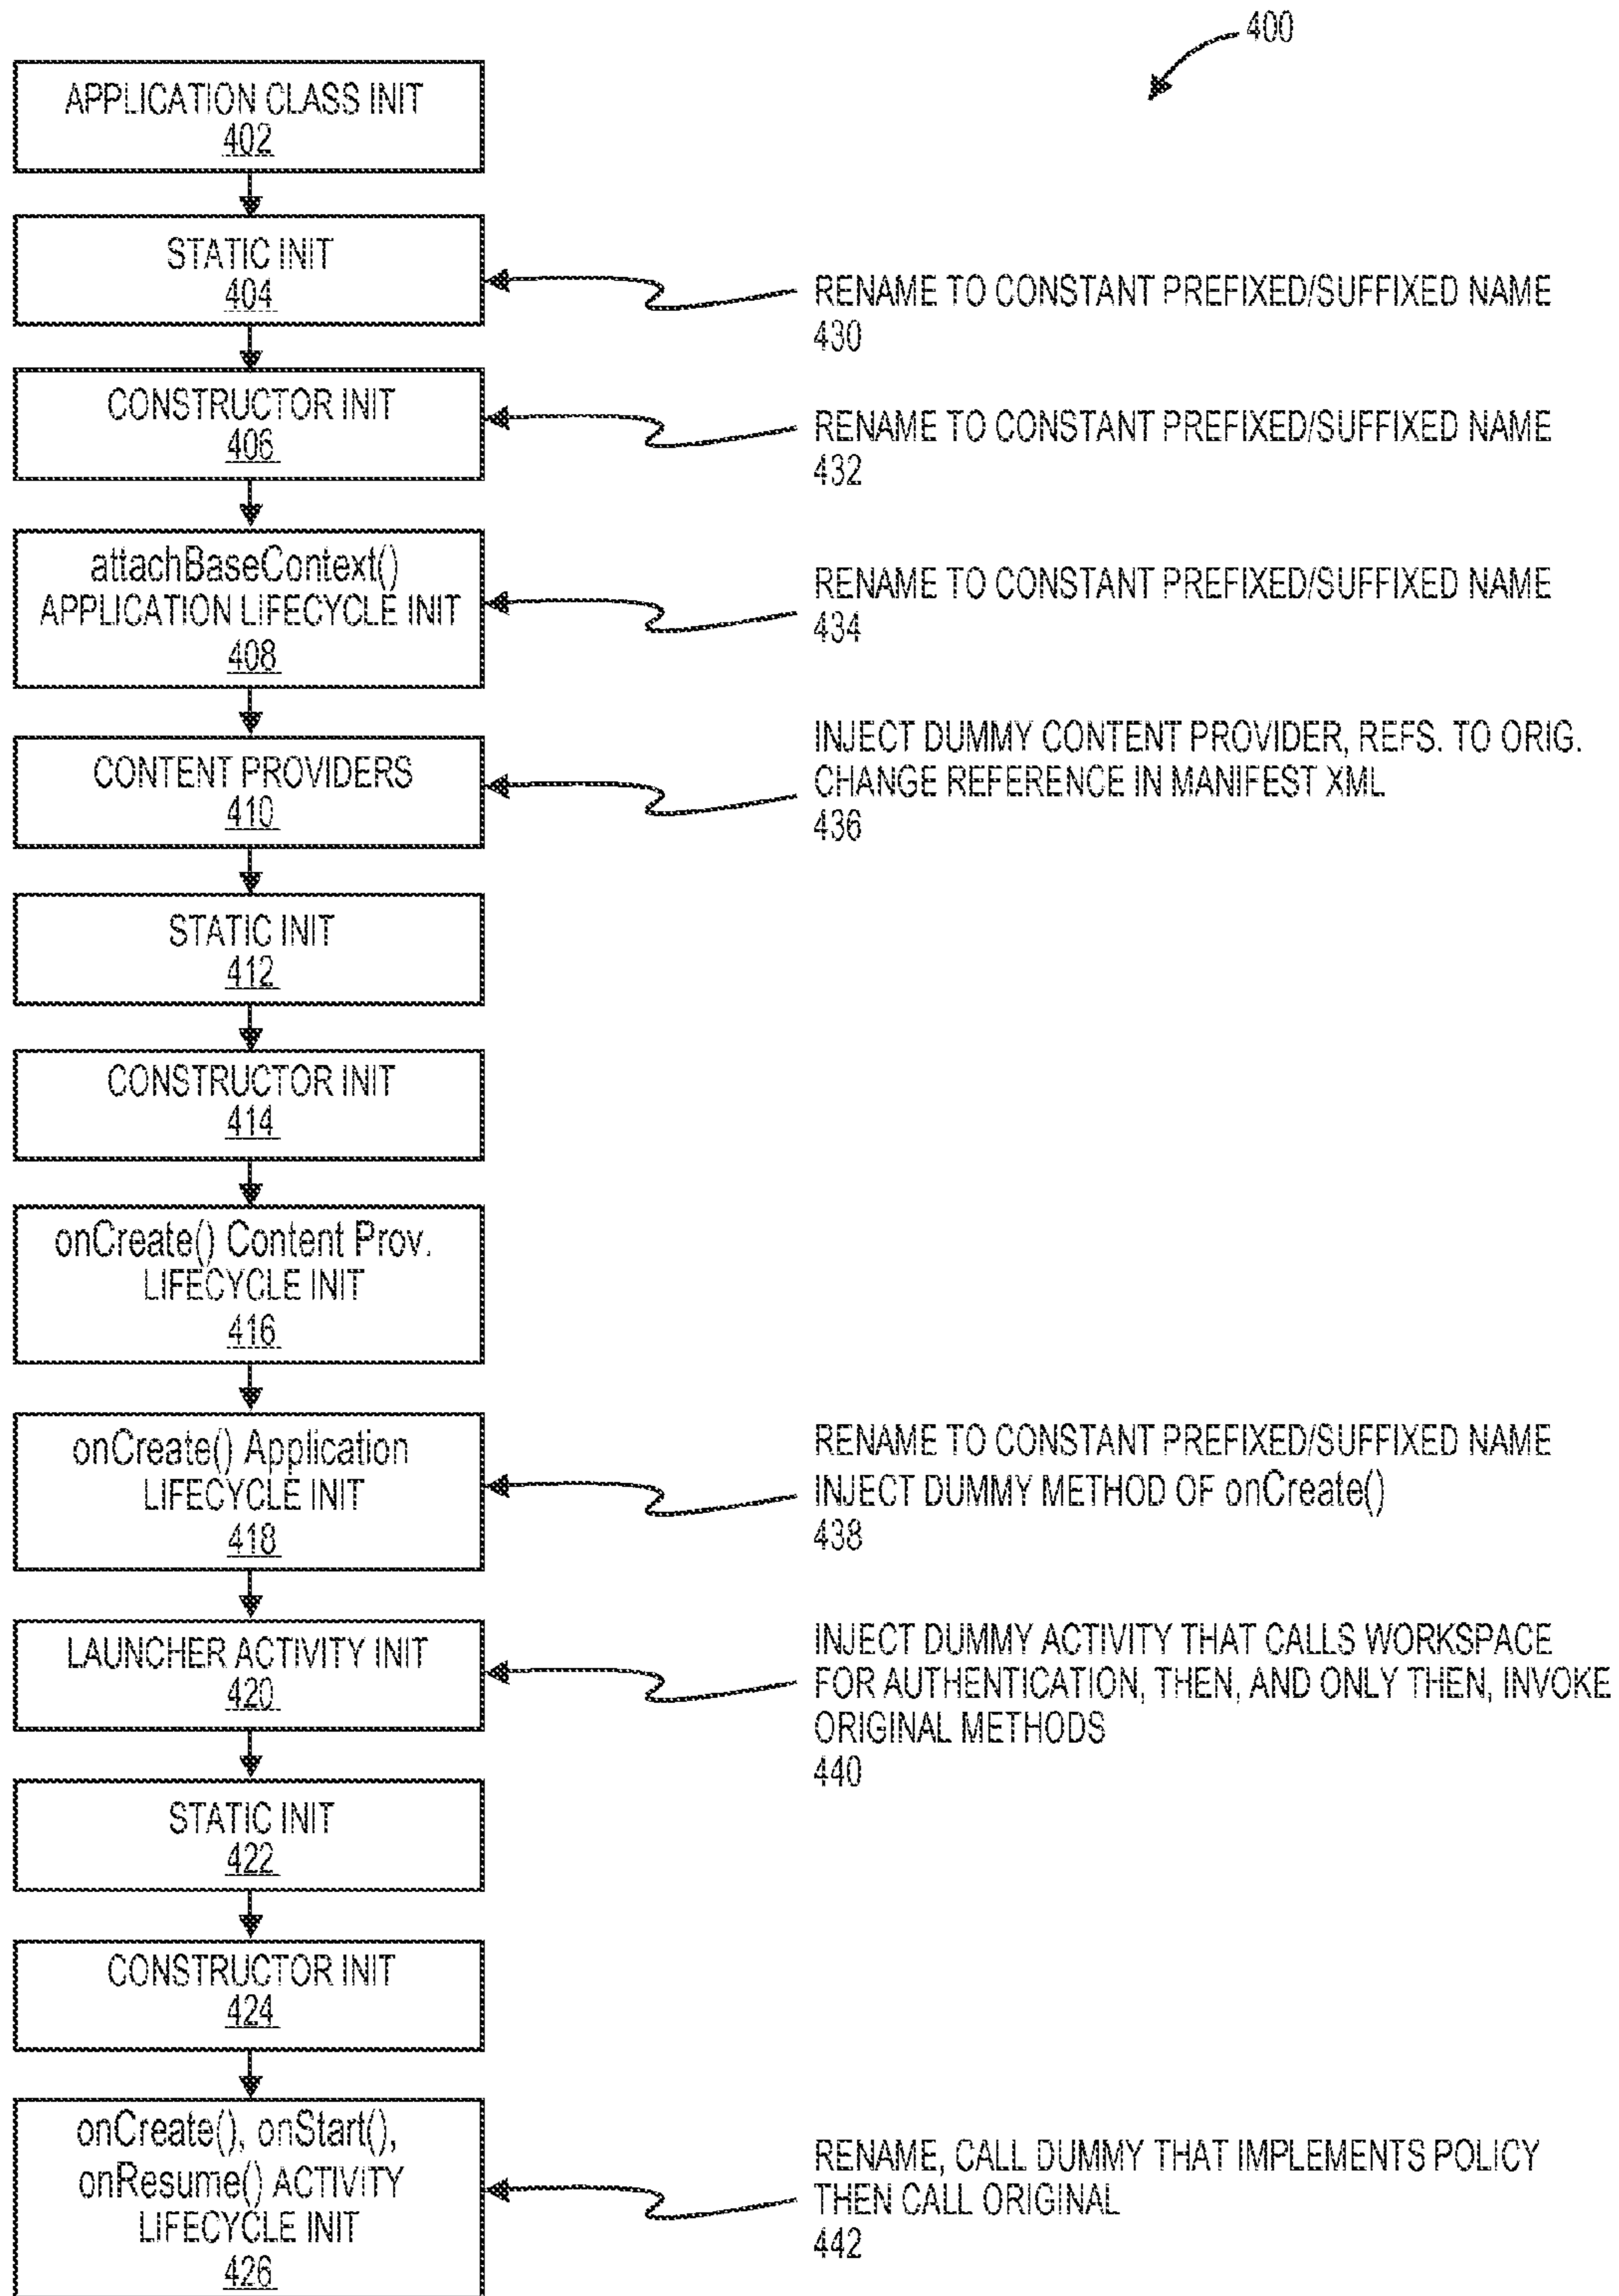 400
APPLICATION CLASS INIT
402
STATIC INIT
404
RENAME TO CONSTANT PREFIXED/SUFFIXED NAME
430
CONSTRUCTOR INIT
406
RENAME TO CONSTANT PREFIXED/SUFFIXED NAME
432
attachBaseContext()
APPLICATION LIFECYCLE INIT
408
RENAME TO CONSTANT PREFIXED/SUFFIXED NAME
434
CONTENT PROVIDERS
410
INJECT DUMMY CONTENT PROVIDER, REFS. TO ORIG.
CHANGE REFERENCE IN MANIFEST XML
436
STATIC INIT
412
CONSTRUCTOR INIT
414
onCreate() Content Prov.
LIFECYCLE INIT
416
onCreate() Application
LIFECYCLE INIT
418
RENAME TO CONSTANT PREFIXED/SUFFIXED NAME
INJECT DUMMY METHOD OF onCreate()
438
LAUNCHER ACTIVITY INIT
420
INJECT DUMMY ACTIVITY THAT CALLS WORKSPACE
FOR AUTHENTICATION, THEN, AND ONLY THEN, INVOKE
ORIGINAL METHODS
440
STATIC INIT
422
CONSTRUCTOR INIT
424
onCreate(), onStart(),
onResume() ACTIVITY
LIFECYCLE INIT
426
RENAME, CALL DUMMY THAT IMPLEMENTS POLICY
THEN CALL ORIGINAL
442